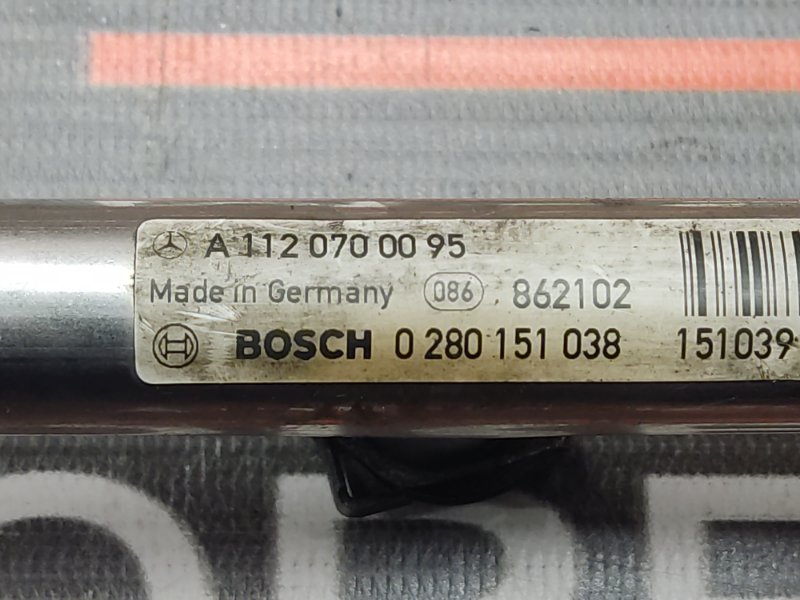 A 112 070 00 95
Made in Germany 086 862102
BOSCH 0 280 151 038 151039